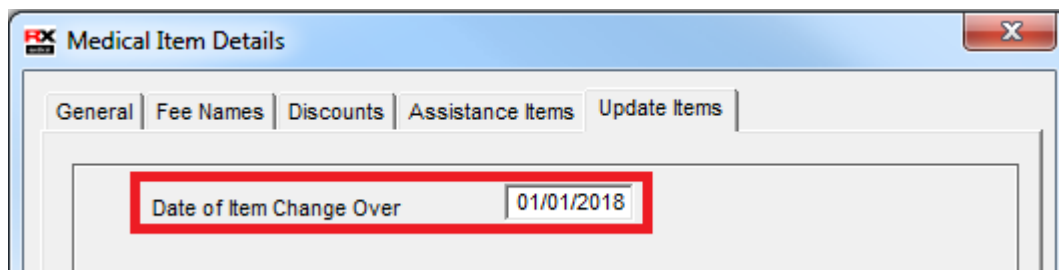 RX
Medical Item Details
X
General Fee Names Discounts Assistance Items Update Items
Date of Item Change Over 01/01/2018